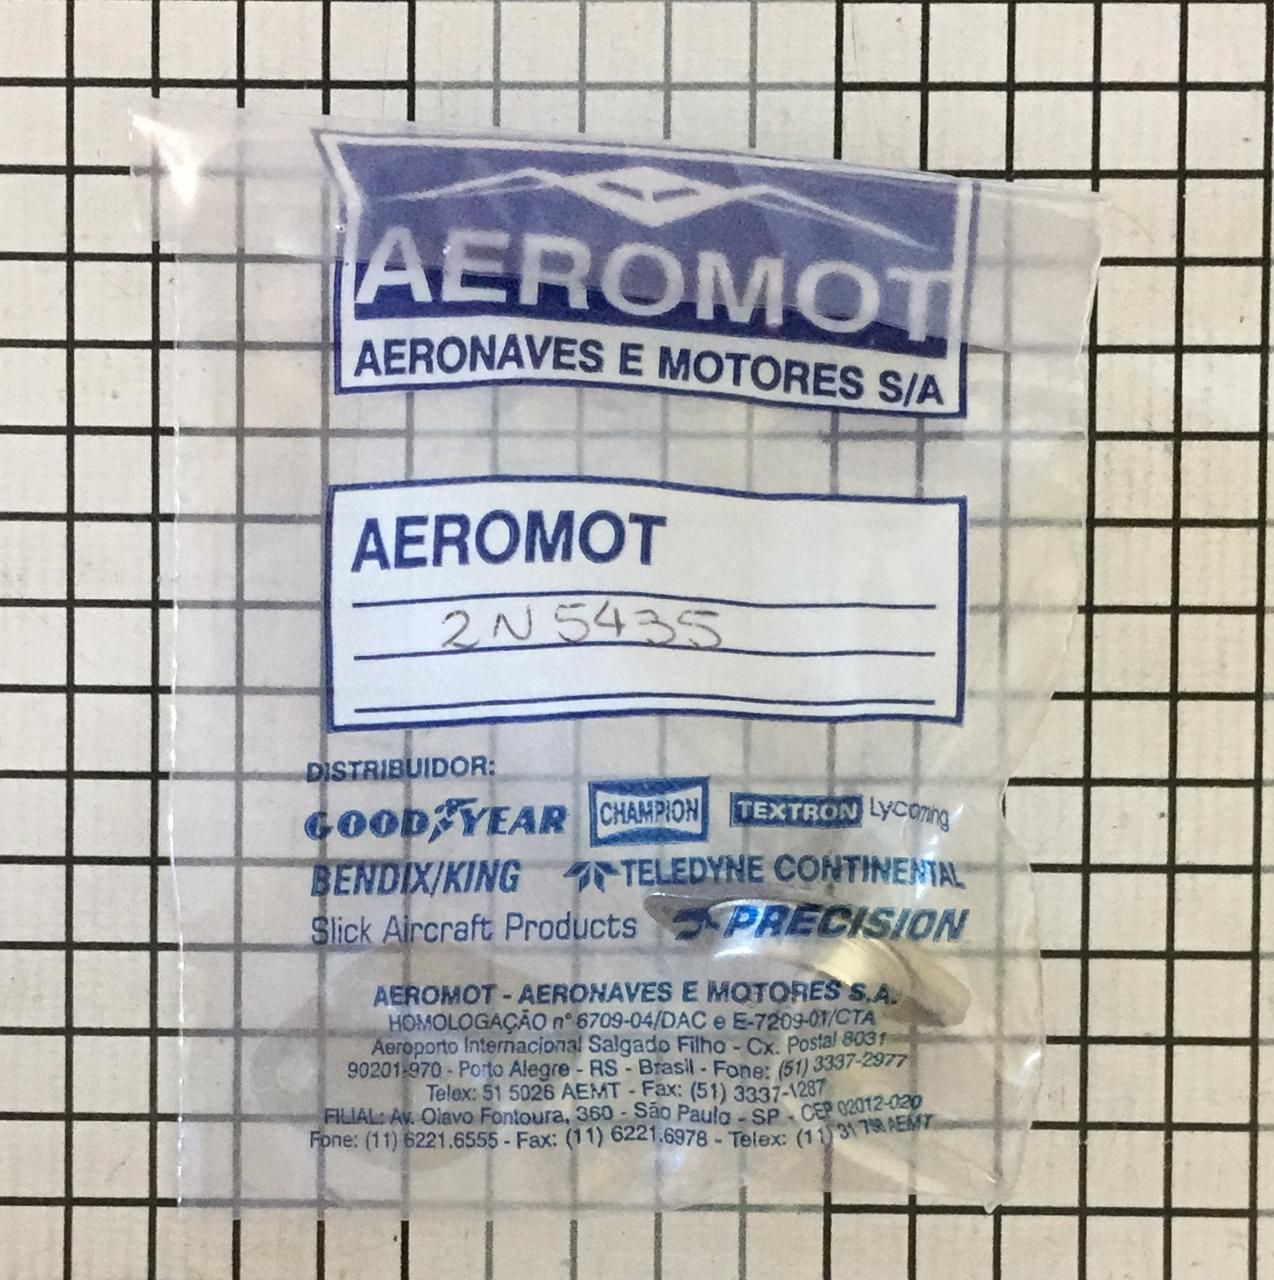 AEROMOT
AERONAVES E MOTORES S/A
AEROMOT
2N5435
DISTRIBUIDOR:
GOODYEAR CHAMPION TEXTRON Lycoming
BENDIX/KING TELEDYNE CONTINENTAL
Slick Aircraft Products PRECISION
AEROMOT - AERONAVES E MOTORES S.A.
HOMOLOGAÇÃO nº 6709-04/DAC e E-7209-01/CTA
Aeroporto Internacional Salgado Filho - Cx. Postal 8031
90201-970 - Porto Alegre - RS - Brasil - Fone: (51) 3337-2977
Telex: 51 5026 AEMT - Fax: (51) 3337-1287
FILIAL: Av. Olavo Fontoura, 360 - São Paulo - SP - CEP 02012-020
Fone: (11) 6221.6555 - Fax: (11) 6221.6978 - Telex: (11) 31 AEMT